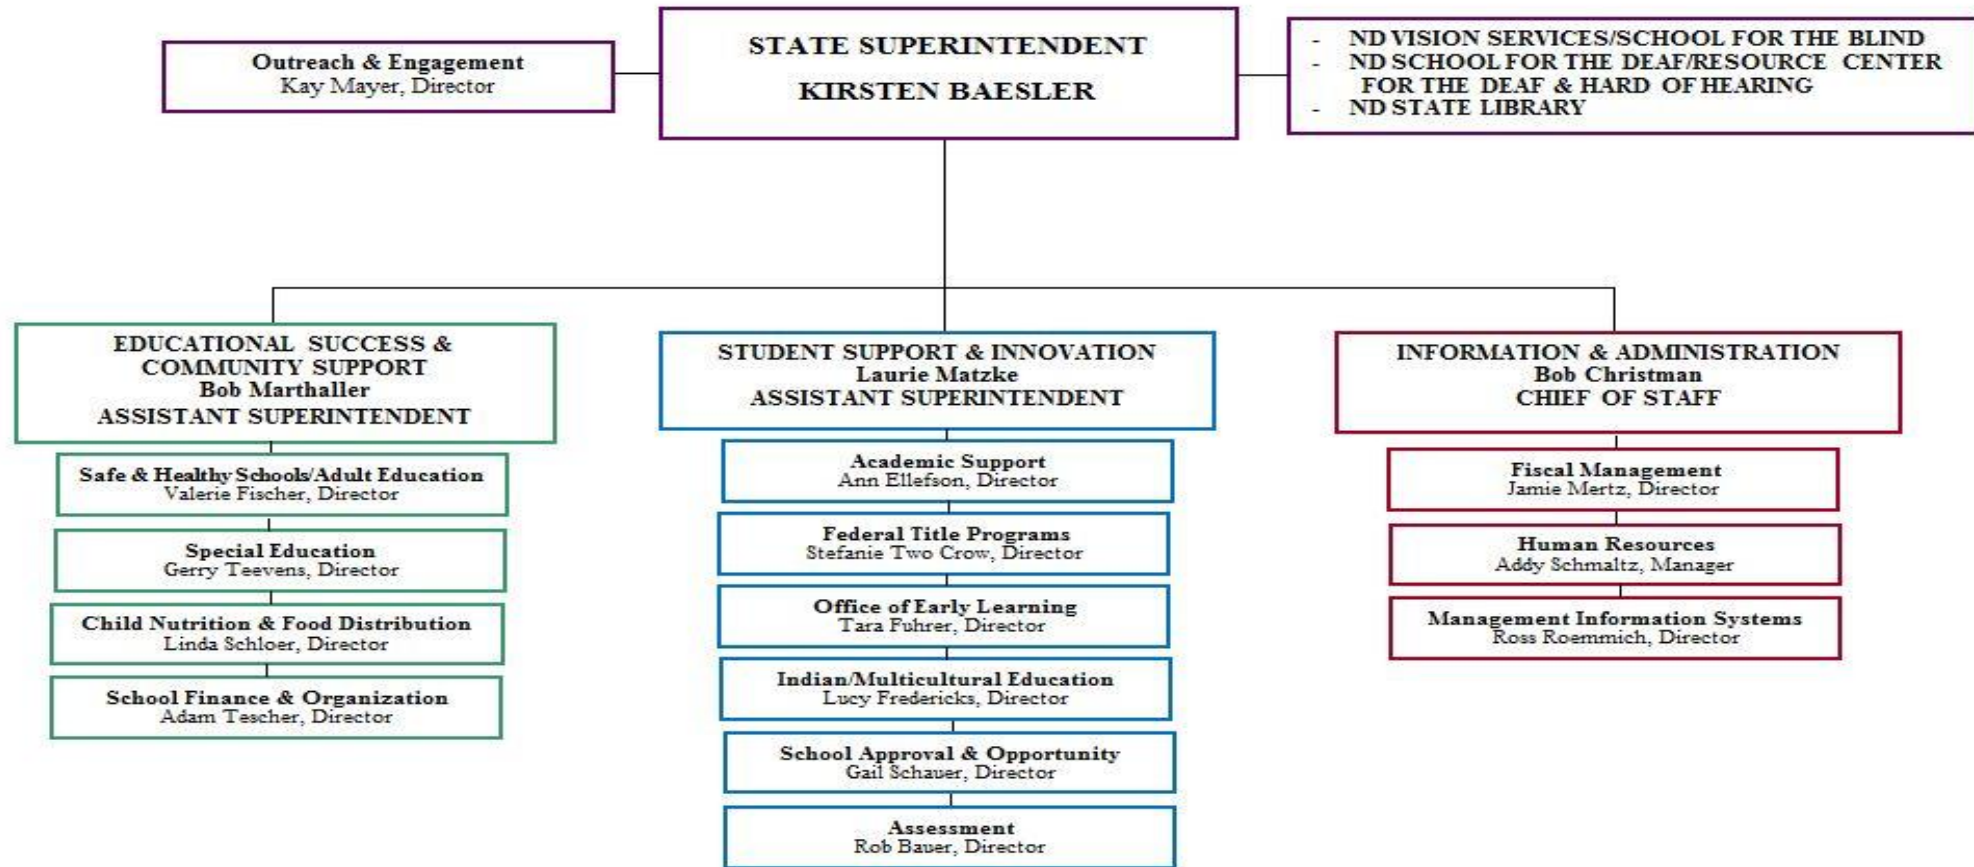 Outreach & Engagement
Kay Mayer, Director
STATE SUPERINTENDENT
KIRSTEN BAESLER
- ND VISION SERVICES/SCHOOL FOR THE BLIND
- ND SCHOOL FOR THE DEAF/RESOURCE CENTER
FOR THE DEAF & HARD OF HEARING
- ND STATE LIBRARY
EDUCATIONAL SUCCESS &
COMMUNITY SUPPORT
Bob Marthaller
ASSISTANT SUPERINTENDENT
Safe & Healthy Schools/Adult Education
Valerie Fischer, Director
Special Education
Gerry Teevens, Director
Child Nutrition & Food Distribution
Linda Schloer, Director
School Finance & Organization
Adam Tescher, Director
STUDENT SUPPORT & INNOVATION
Laurie Matzke
ASSISTANT SUPERINTENDENT
Academic Support
Ann Ellefson, Director
Federal Title Programs
Stefanie Two Crow, Director
Office of Early Learning
Tara Fuhrer, Director
Indian/Multicultural Education
Lucy Fredericks, Director
School Approval & Opportunity
Gail Schauer, Director
Assessment
Rob Bauer, Director
INFORMATION & ADMINISTRATION
Bob Christman
CHIEF OF STAFF
Fiscal Management
Jamie Mertz, Director
Human Resources
Addy Schmaltz, Manager
Management Information Systems
Ross Roemmich, Director